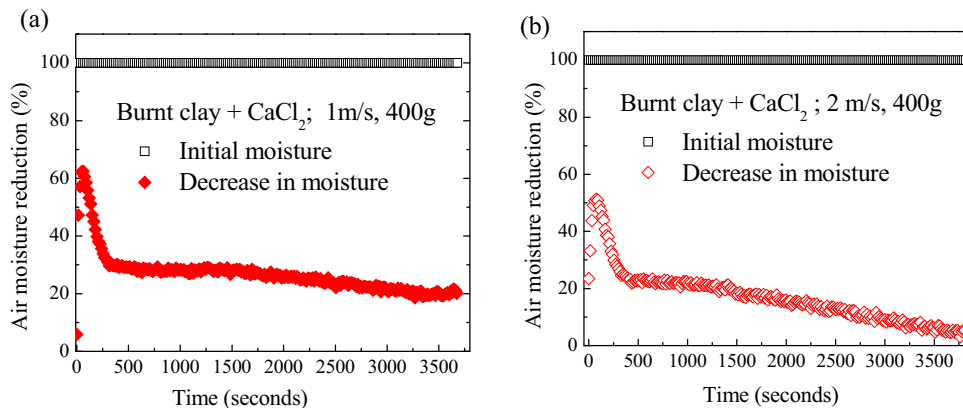 (a)
Air moisture reduction (%)
100
80
60
40
20
0
Burnt clay + CaCl₂; 1m/s, 400g
Initial moisture
Decrease in moisture
0 500 1000 1500 2000 2500 3000 3500
Time (seconds)
(b)
Air moisture reduction (%)
100
80
60
40
20
0
Burnt clay + CaCl₂ ; 2 m/s, 400g
Initial moisture
Decrease in moisture
0 500 1000 1500 2000 2500 3000 3500
Time (seconds)